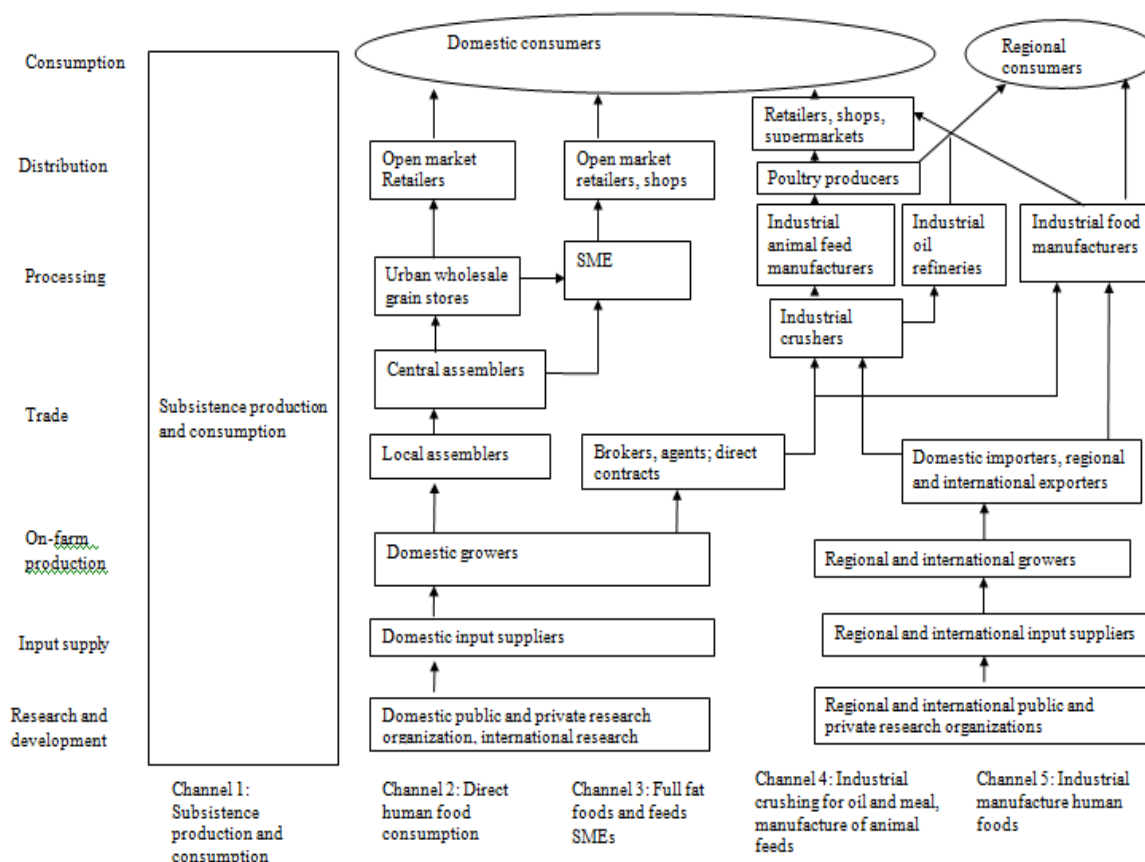 Domestic consumers
Regional
consumers
Consumption
Retailers, shops,
supermarkets
Distribution
Open market
Retailers
Open market
retailers, shops
Poultry producers
Industrial
animal feed
manufacturers
Industrial
oil
refineries
Industrial food
manufacturers
Processing
Urban wholesale
grain stores
SME
Industrial
crushers
Central assemblers
Trade
Subsistence production
and consumption
Local assemblers
Brokers, agents; direct
contracts
Domestic importers, regional
and international exporters
On-farm
production
Domestic growers
Regional and international growers
Input supply
Domestic input suppliers
Regional and international input suppliers
Research and
development
Domestic public and private research
organization, international research
Regional and international public and
private research organizations
Channel 1:
Subsistence
production and
consumption
Channel 2: Direct
human food
consumption
Channel 3: Full fat
foods and feeds
SMEs
Channel 4: Industrial
crushing for oil and meal,
manufacture of animal
feeds
Channel 5: Industrial
manufacture human
foods